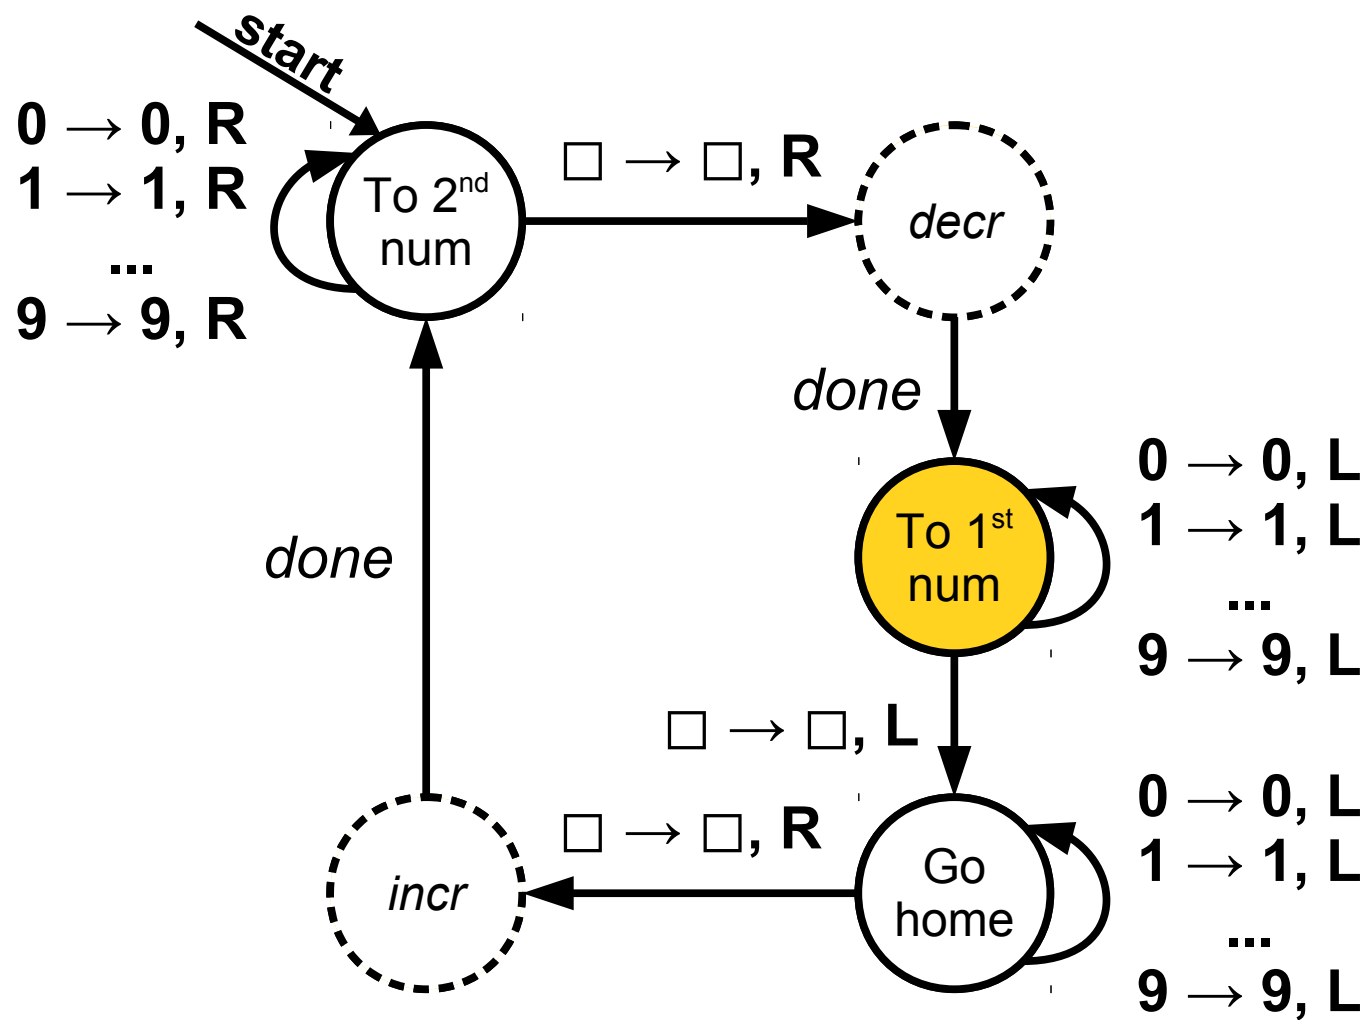 start
0 → 0, R
1 → 1, R
...
9 → 9, R
To 2nd
num
□ → □, R
decr
done
To 1st
num
0 → 0, L
1 → 1, L
...
9 → 9, L
done
□ → □, L
□ → □, R
incr
Go
home
0 → 0, L
1 → 1, L
...
9 → 9, L